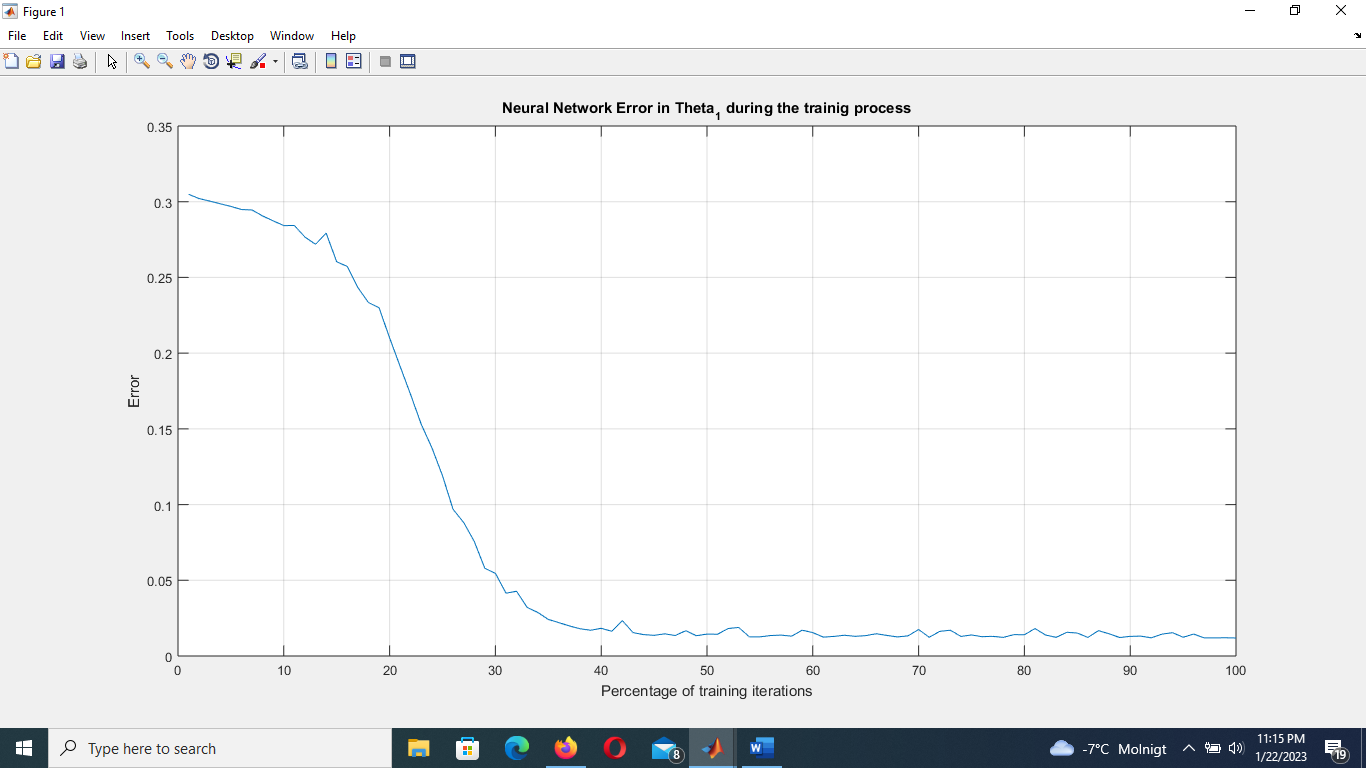 Figure 1
File Edit View Insert Tools Desktop Window Help
Neural Network Error in Theta1 during the trainig process
0.35
0.3
0.25
0.2
0.15
0.1
0.05
0
Error
0 10 20 30 40 50 60 70 80 90 100
Percentage of training iterations
Type here to search
8
-7°C Molnigt
11:15 PM
1/22/2023
19